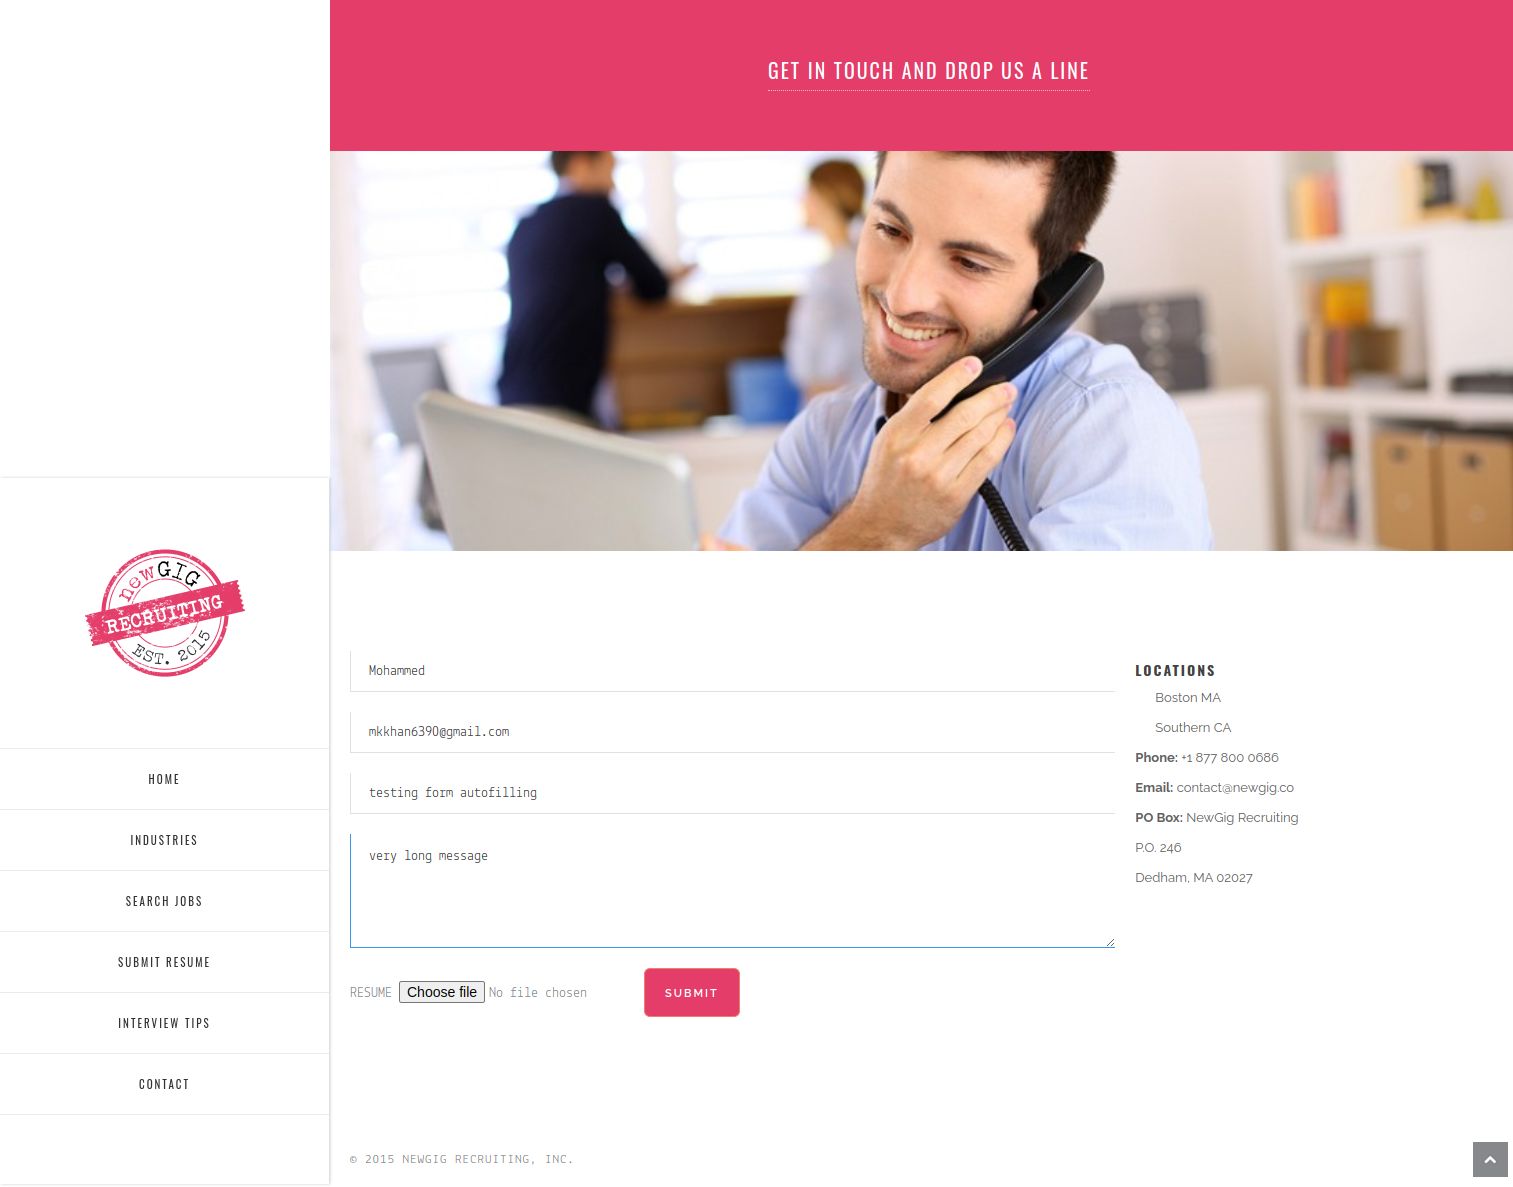 GET IN TOUCH AND DROP US A LINE
newGIG
RECRUITING
EST. 2015
HOME
INDUSTRIES
SEARCH JOBS
SUBMIT RESUME
INTERVIEW TIPS
CONTACT
Mohammed
mkkhan6390@gmail.com
testing form autofilling
very long message
RESUME Choose file No file chosen
SUBMIT
LOCATIONS
Boston MA
Southern CA
Phone: +1 877 800 0686
Email: contact@newgig.co
PO Box: NewGig Recruiting
P.O. 246
Dedham, MA 02027
© 2015 NEWGIG RECRUITING, INC.